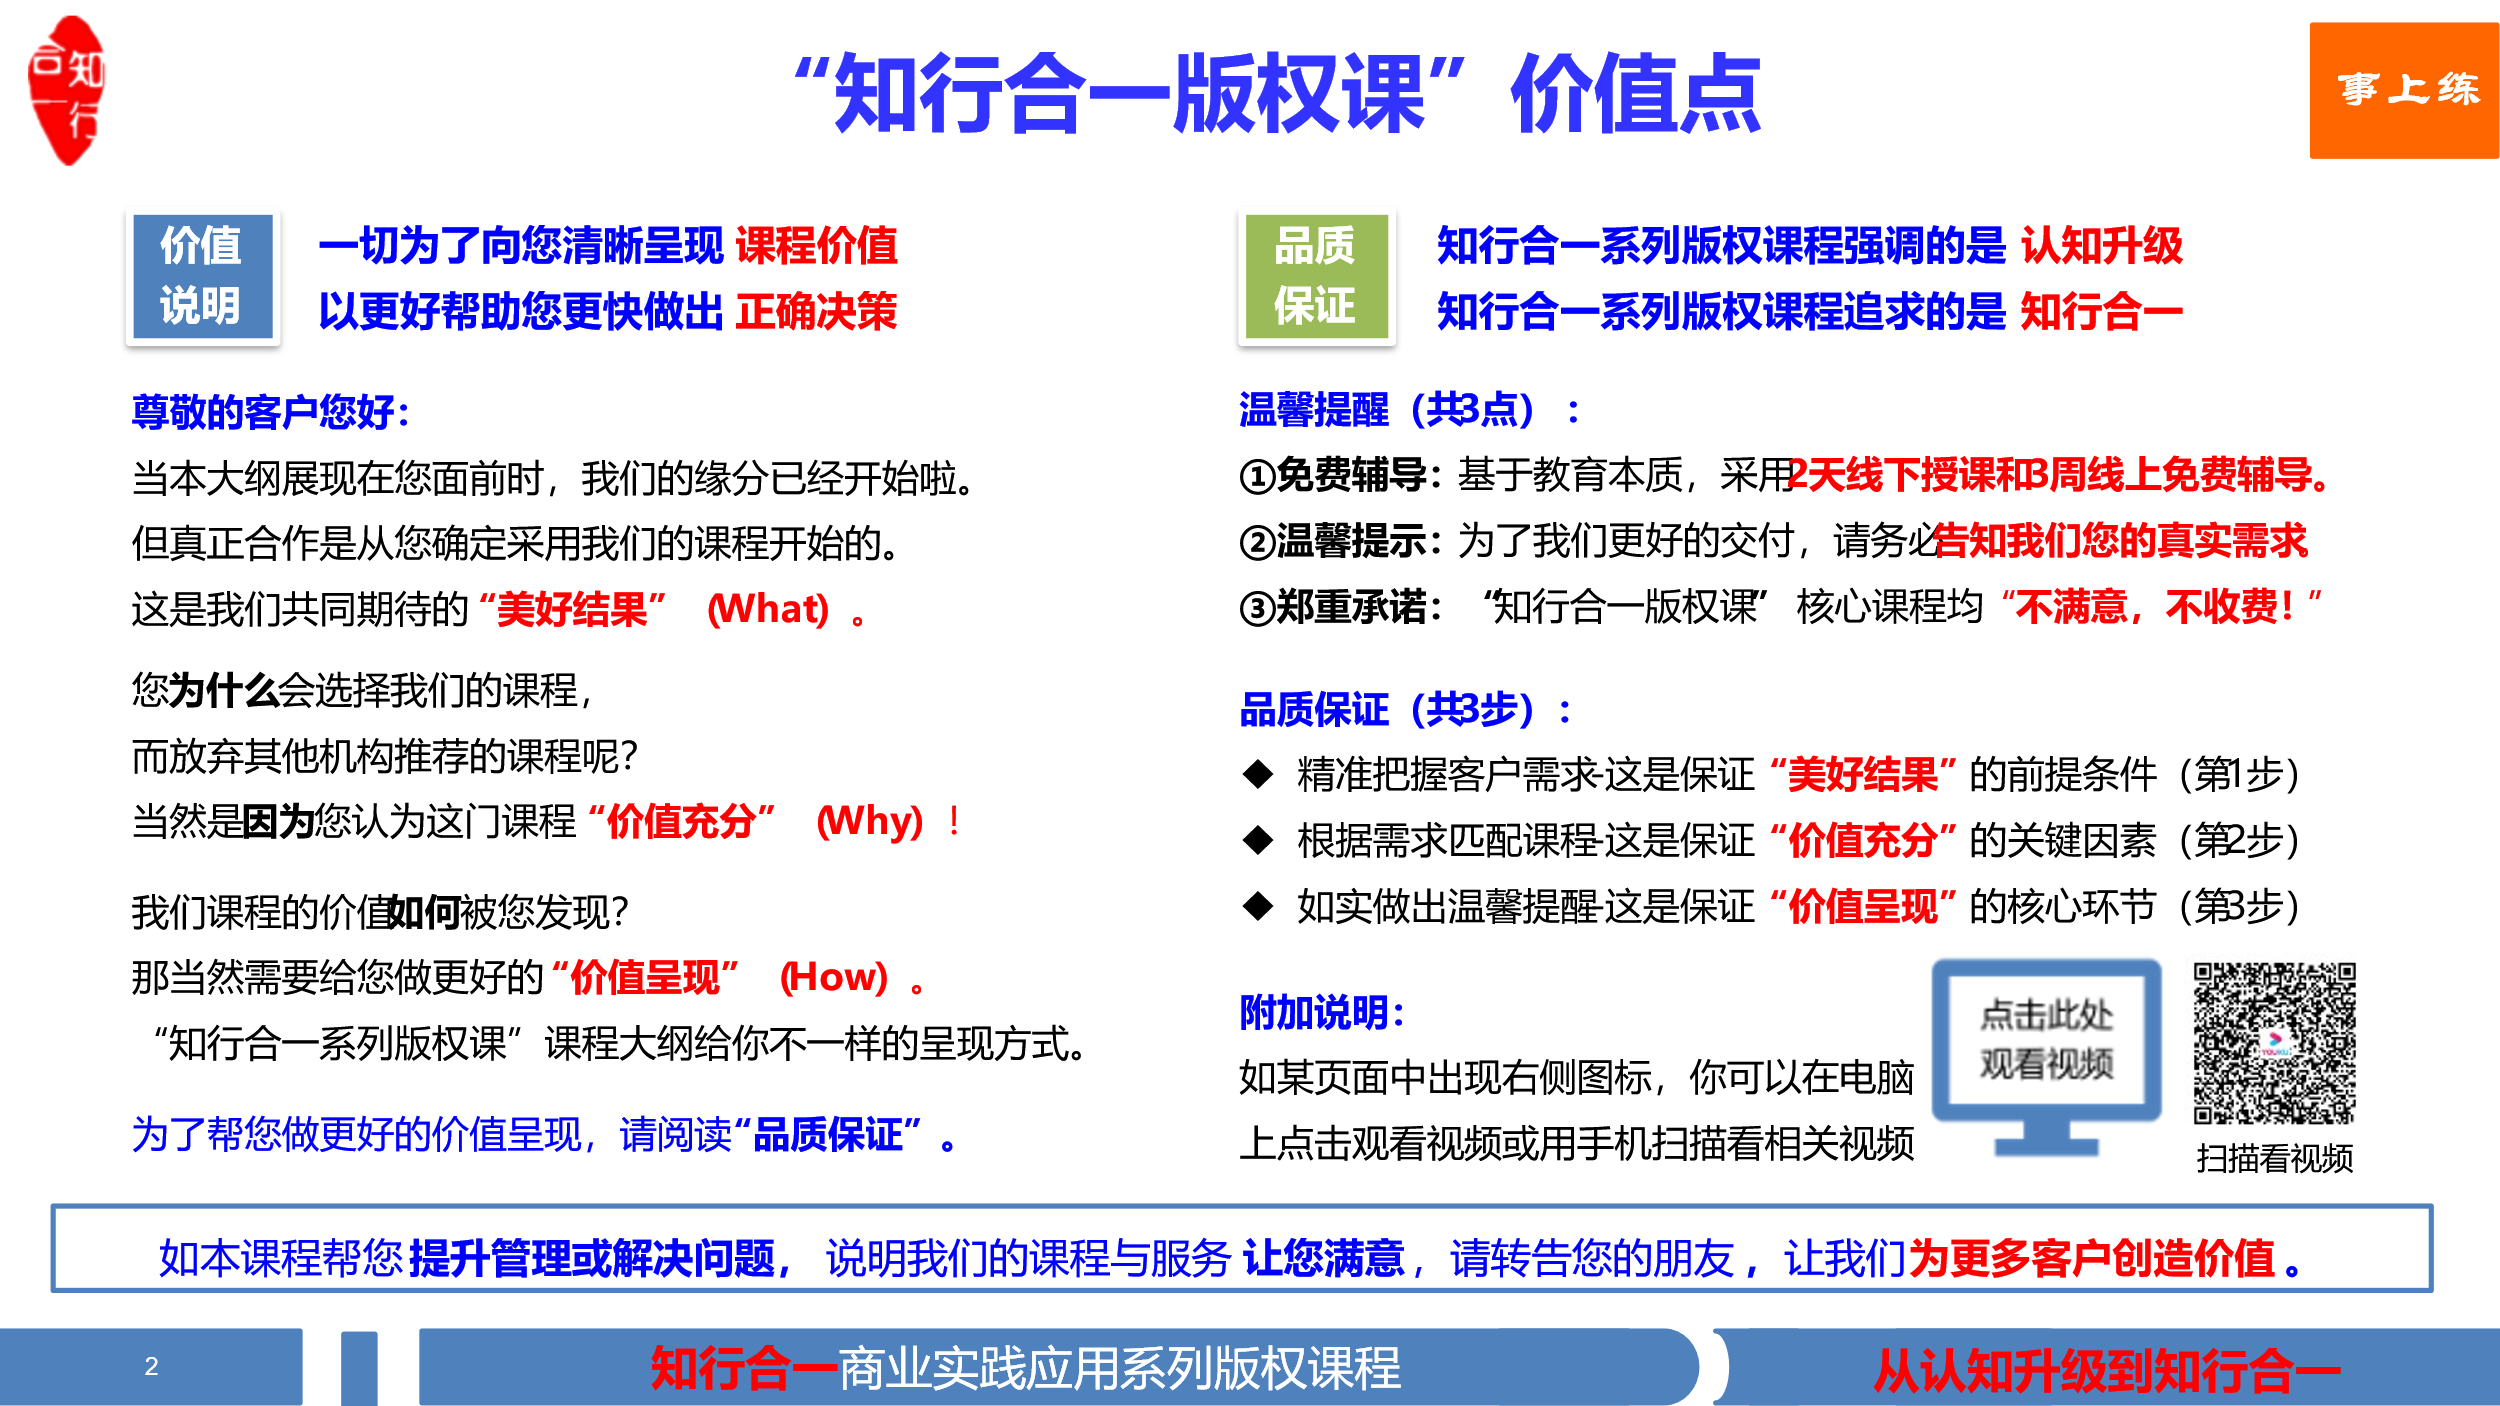 知行合一
“知行合一版权课”价值点
事上练
价值
说明
一切为了向您清晰呈现 课程价值
以更好帮助您更快做出 正确决策
尊敬的客户您好：
当本大纲展现在您面前时，我们的缘分已经开始啦。
但真正合作是从您确定采用我们的课程开始的。
这是我们共同期待的“美好结果”（What）。
您为什么会选择我们的课程，
而放弃其他机构推荐的课程呢？
当然是因为您认为这门课程“价值充分”（Why）！
我们课程的价值如何被您发现？
那当然需要给您做更好的“价值呈现”（How）。
“知行合一系列版权课”课程大纲给你不一样的呈现方式。
为了帮您做更好的价值呈现，请阅读“品质保证”。
品质
保证
知行合一系列版权课程强调的是 认知升级
知行合一系列版权课程追求的是 知行合一
温馨提醒（共3点）：
①免费辅导：基于教育本质，采用2天线下授课和3周线上免费辅导。
②温馨提示：为了我们更好的交付，请务必告知我们您的真实需求。
③郑重承诺：“知行合一版权课”核心课程均“不满意，不收费！”
品质保证（共3步）：
◆ 精准把握客户需求-这是保证“美好结果”的前提条件（第1步）
◆ 根据需求匹配课程-这是保证“价值充分”的关键因素（第2步）
◆ 如实做出温馨提醒-这是保证“价值呈现”的核心环节（第3步）
附加说明：
如某页面中出现右侧图标，你可以在电脑
上点击观看视频或用手机扫描看相关视频
点击此处
观看视频
YOUKU
扫描看视频
如本课程帮您提升管理或解决问题，说明我们的课程与服务让您满意，请转告您的朋友，让我们为更多客户创造价值。
2
知行合一商业实践应用系列版权课程
从认知升级到知行合一